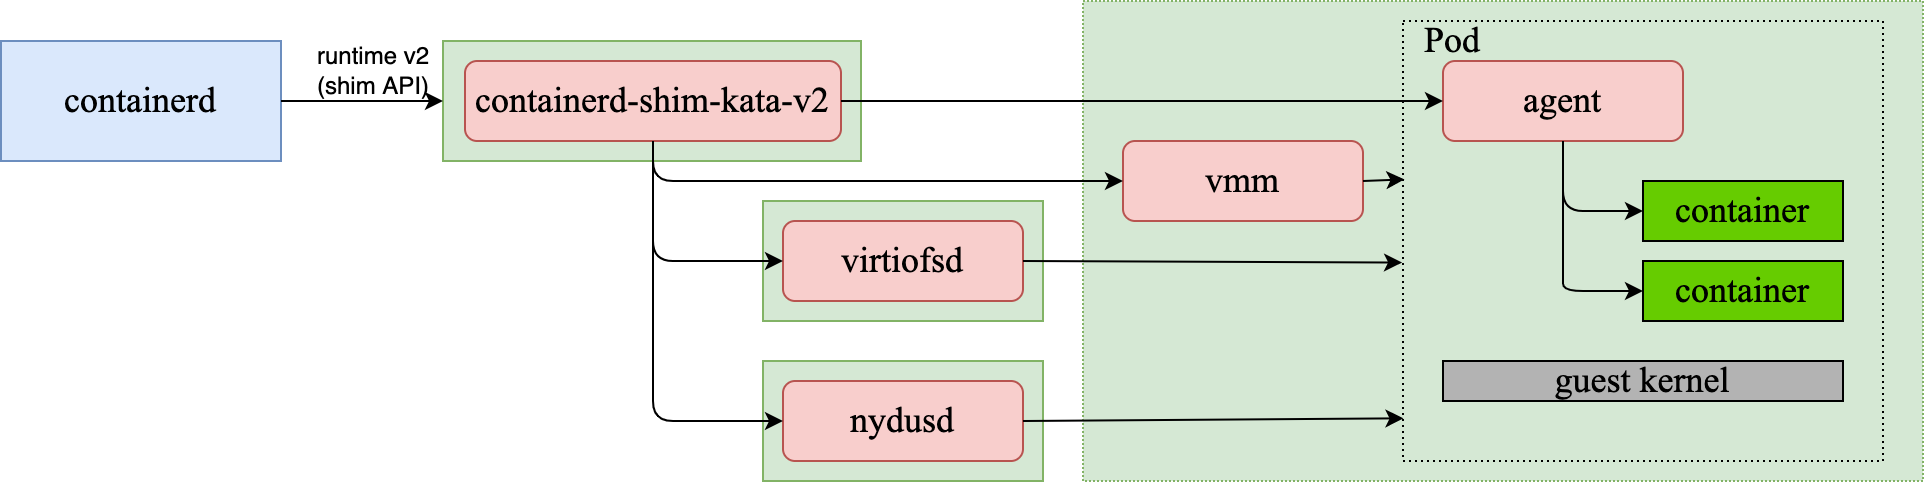 containerd
runtime v2
(shim API)
containerd-shim-kata-v2
Pod
agent
vmm
container
virtiofsd
container
guest kernel
nydusd